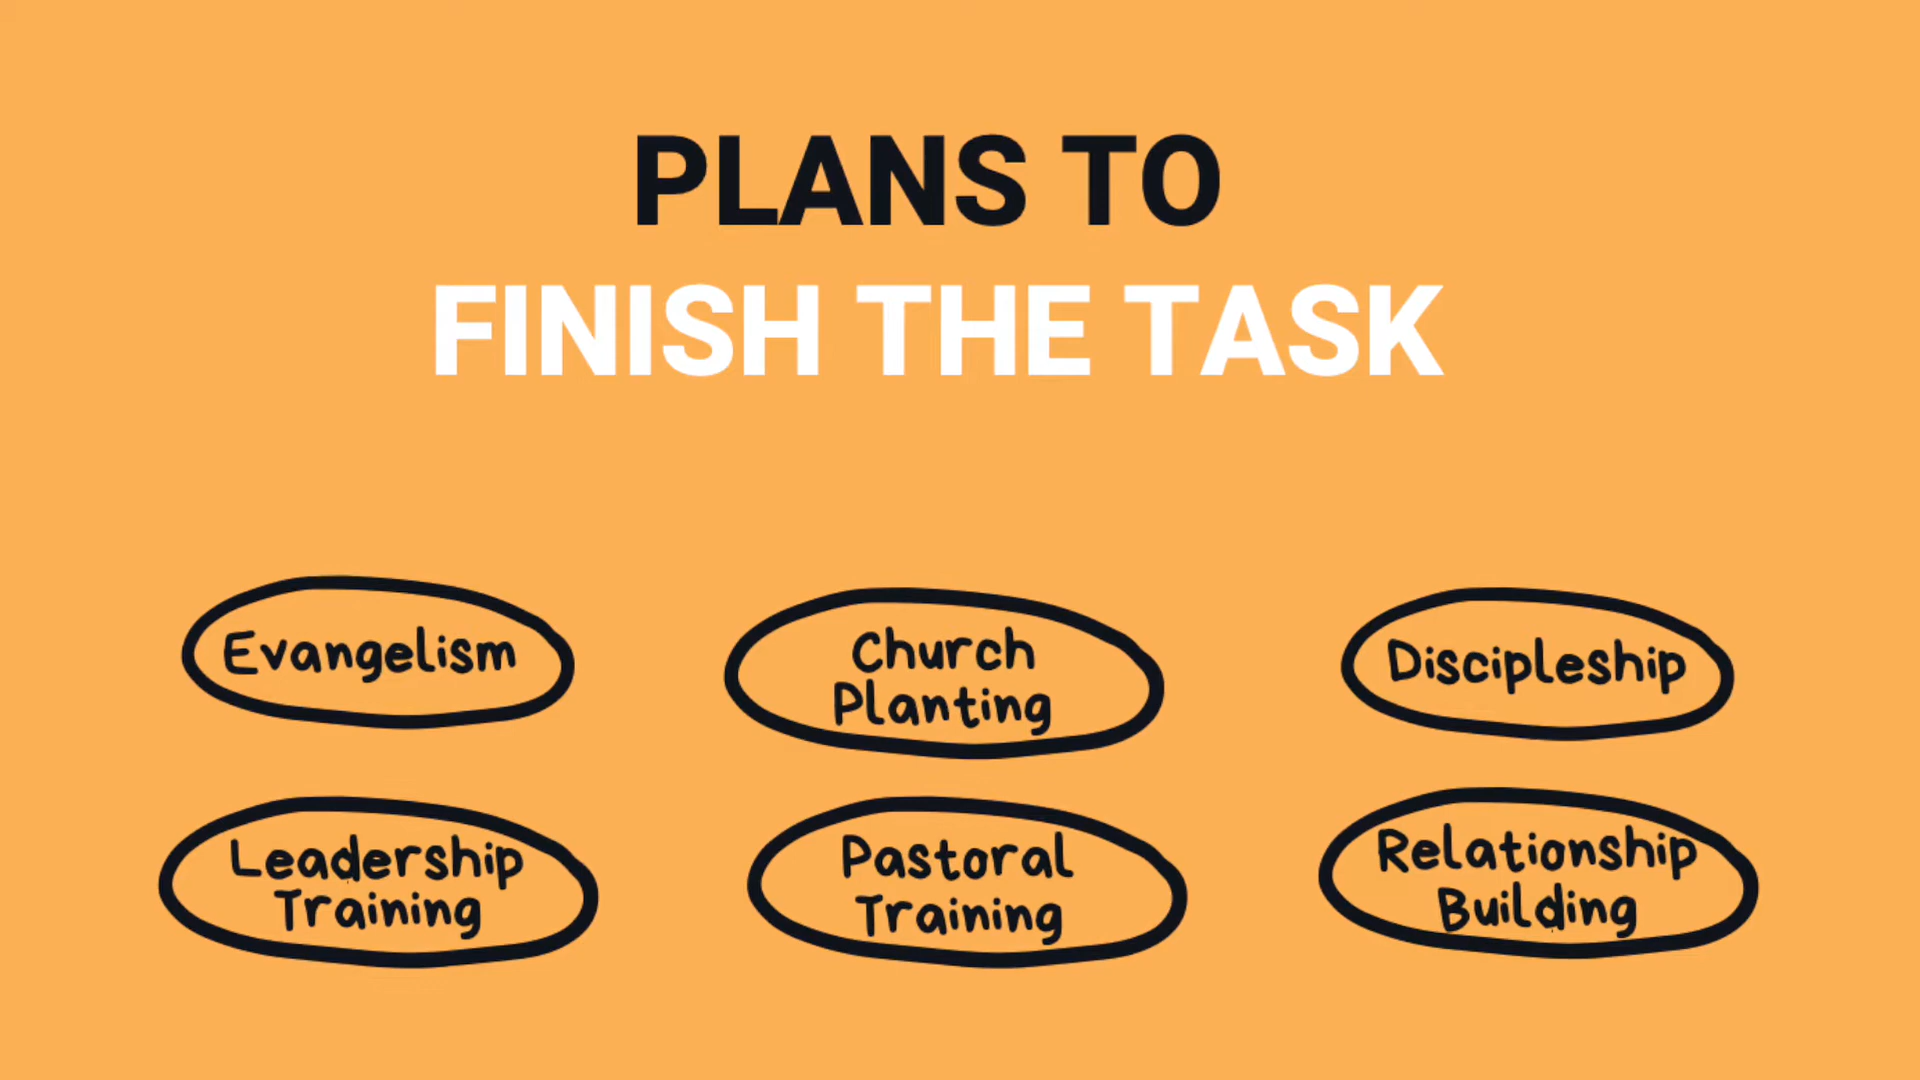 PLANS TO
FINISH THE TASK
Evangelism
Church
Planting
Discipleship
Leadership
Training
Pastoral
Training
Relationship
Building